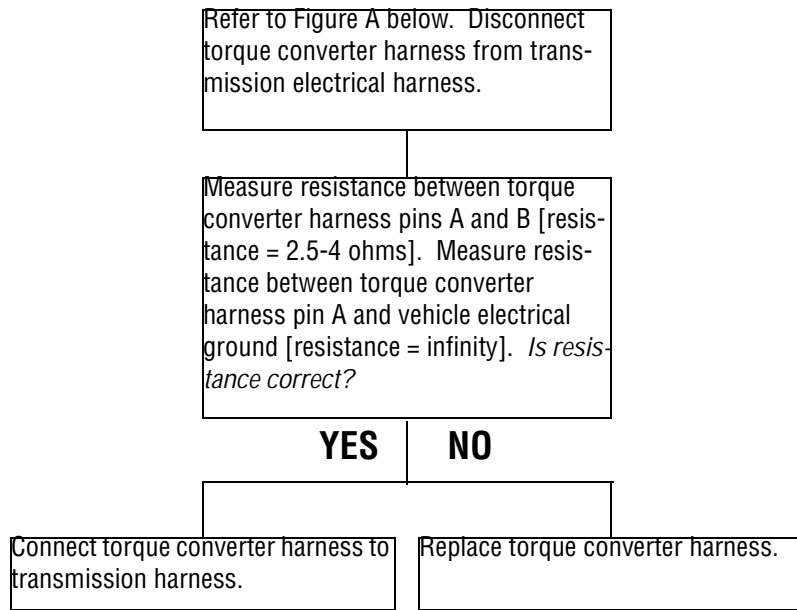 Refer to Figure A below.  Disconnect
torque converter harness from trans-
mission electrical harness.
Measure resistance between torque
converter harness pins A and B [resis-
tance = 2.5-4 ohms].  Measure resis-
tance between torque converter
harness pin A and vehicle electrical
ground [resistance = infinity].  Is resis-
tance correct?
YES NO
Connect torque converter harness to
transmission harness.
Replace torque converter harness.